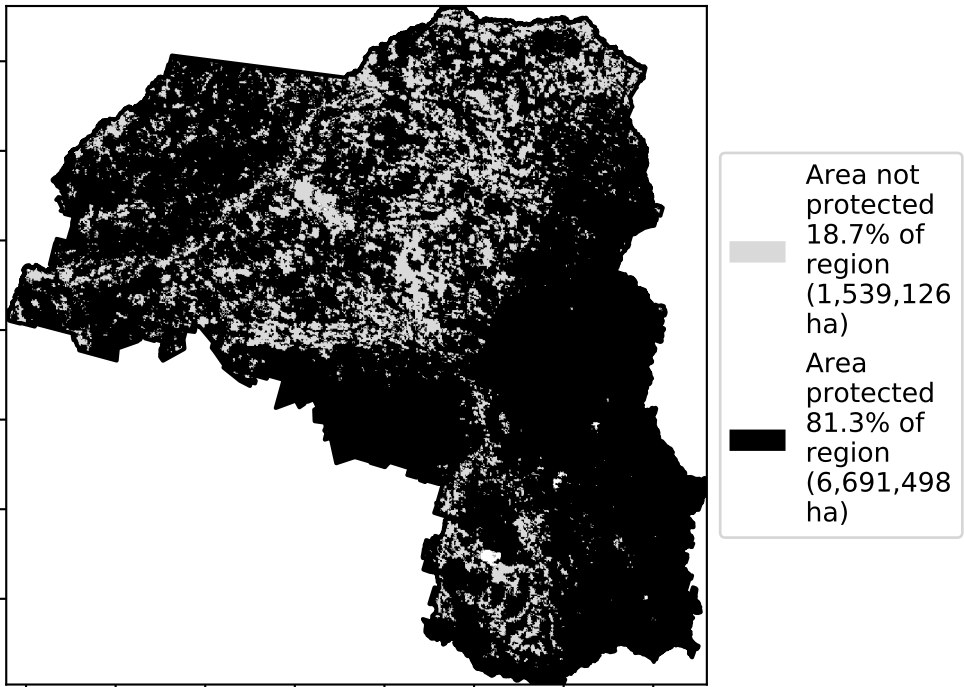 Area not
protected
18.7% of
region
(1,539,126
ha)
Area
protected
81.3% of
region
(6,691,498
ha)